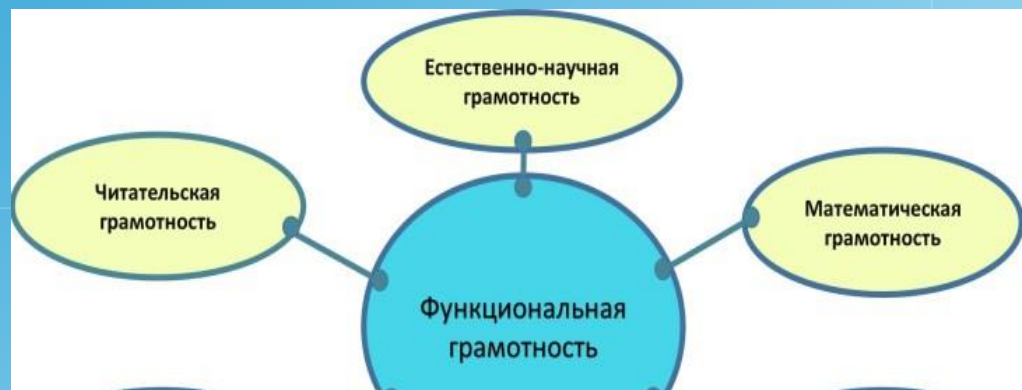 Естественно-научная
грамотность
Читательская
грамотность
Математическая
грамотность
Функциональная
грамотность